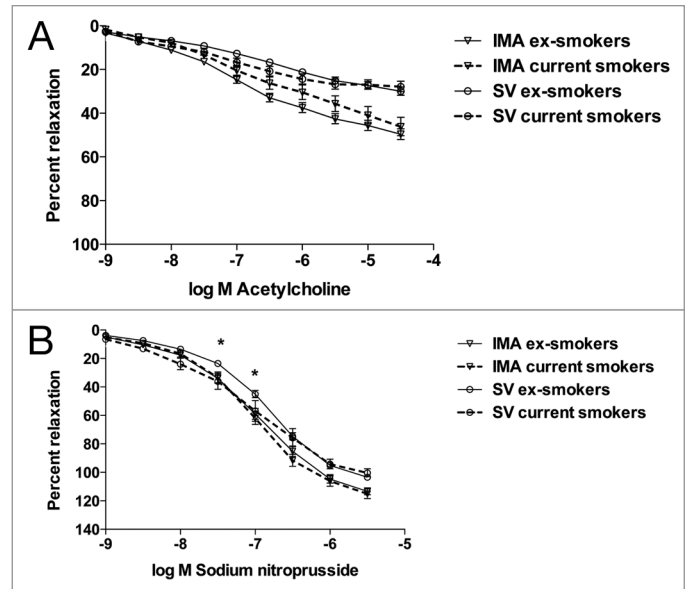 A
0
20
40
60
80
100
Percent relaxation
-9 -8 -7 -6 -5 -4
log M Acetylcholine
IMA ex-smokers
IMA current smokers
SV ex-smokers
SV current smokers
B
0
20
40
60
80
100
120
140
Percent relaxation
* *
-9 -8 -7 -6 -5
log M Sodium nitroprusside
IMA ex-smokers
IMA current smokers
SV ex-smokers
SV current smokers